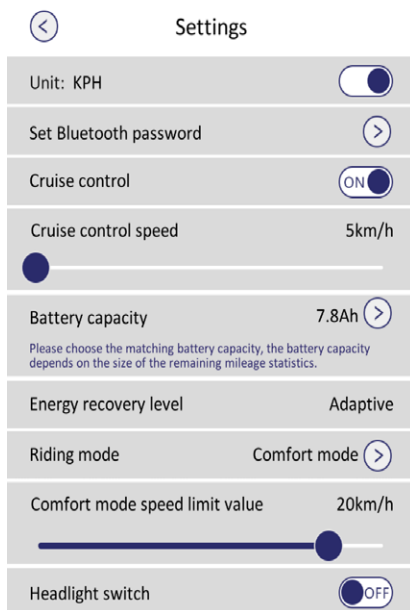 Settings
Unit: KPH
Set Bluetooth password
Cruise control ON
Cruise control speed 5km/h
Battery capacity 7.8Ah
Please choose the matching battery capacity, the battery capacity
depends on the size of the remaining mileage statistics.
Energy recovery level Adaptive
Riding mode Comfort mode
Comfort mode speed limit value 20km/h
Headlight switch OFF